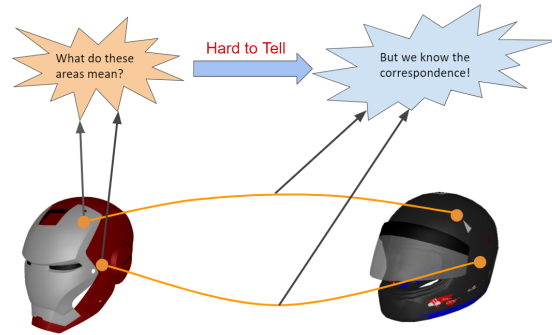 Hard to Tell
What do these
areas mean?
But we know the
correspondence!